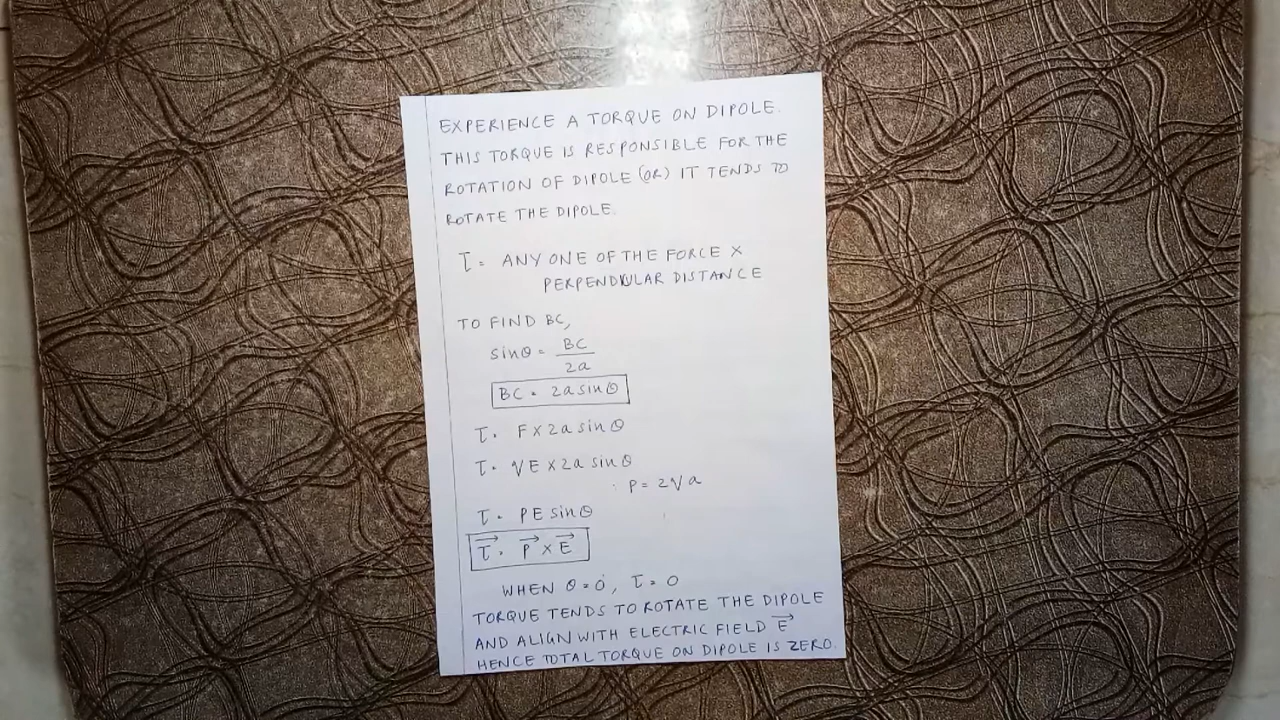 EXPERIENCE A TORQUE ON DIPOLE.
THIS TORQUE IS RESPONSIBLE FOR THE
ROTATION OF DIPOLE (OR) IT TENDS TO
ROTATE THE DIPOLE.
τ = ANY ONE OF THE FORCE ×
PERPENDIULAR DISTANCE
TO FIND BC,
sinθ = BC/2a
BC = 2a sinθ
τ = F × 2a sinθ
τ = qE × 2a sinθ
∴ P = 2qa
τ = PE sinθ
τ⃗ = P⃗ × E⃗
WHEN θ = 0°, τ = 0
TORQUE TENDS TO ROTATE THE DIPOLE
AND ALIGN WITH ELECTRIC FIELD E⃗
HENCE TOTAL TORQUE ON DIPOLE IS ZERO.